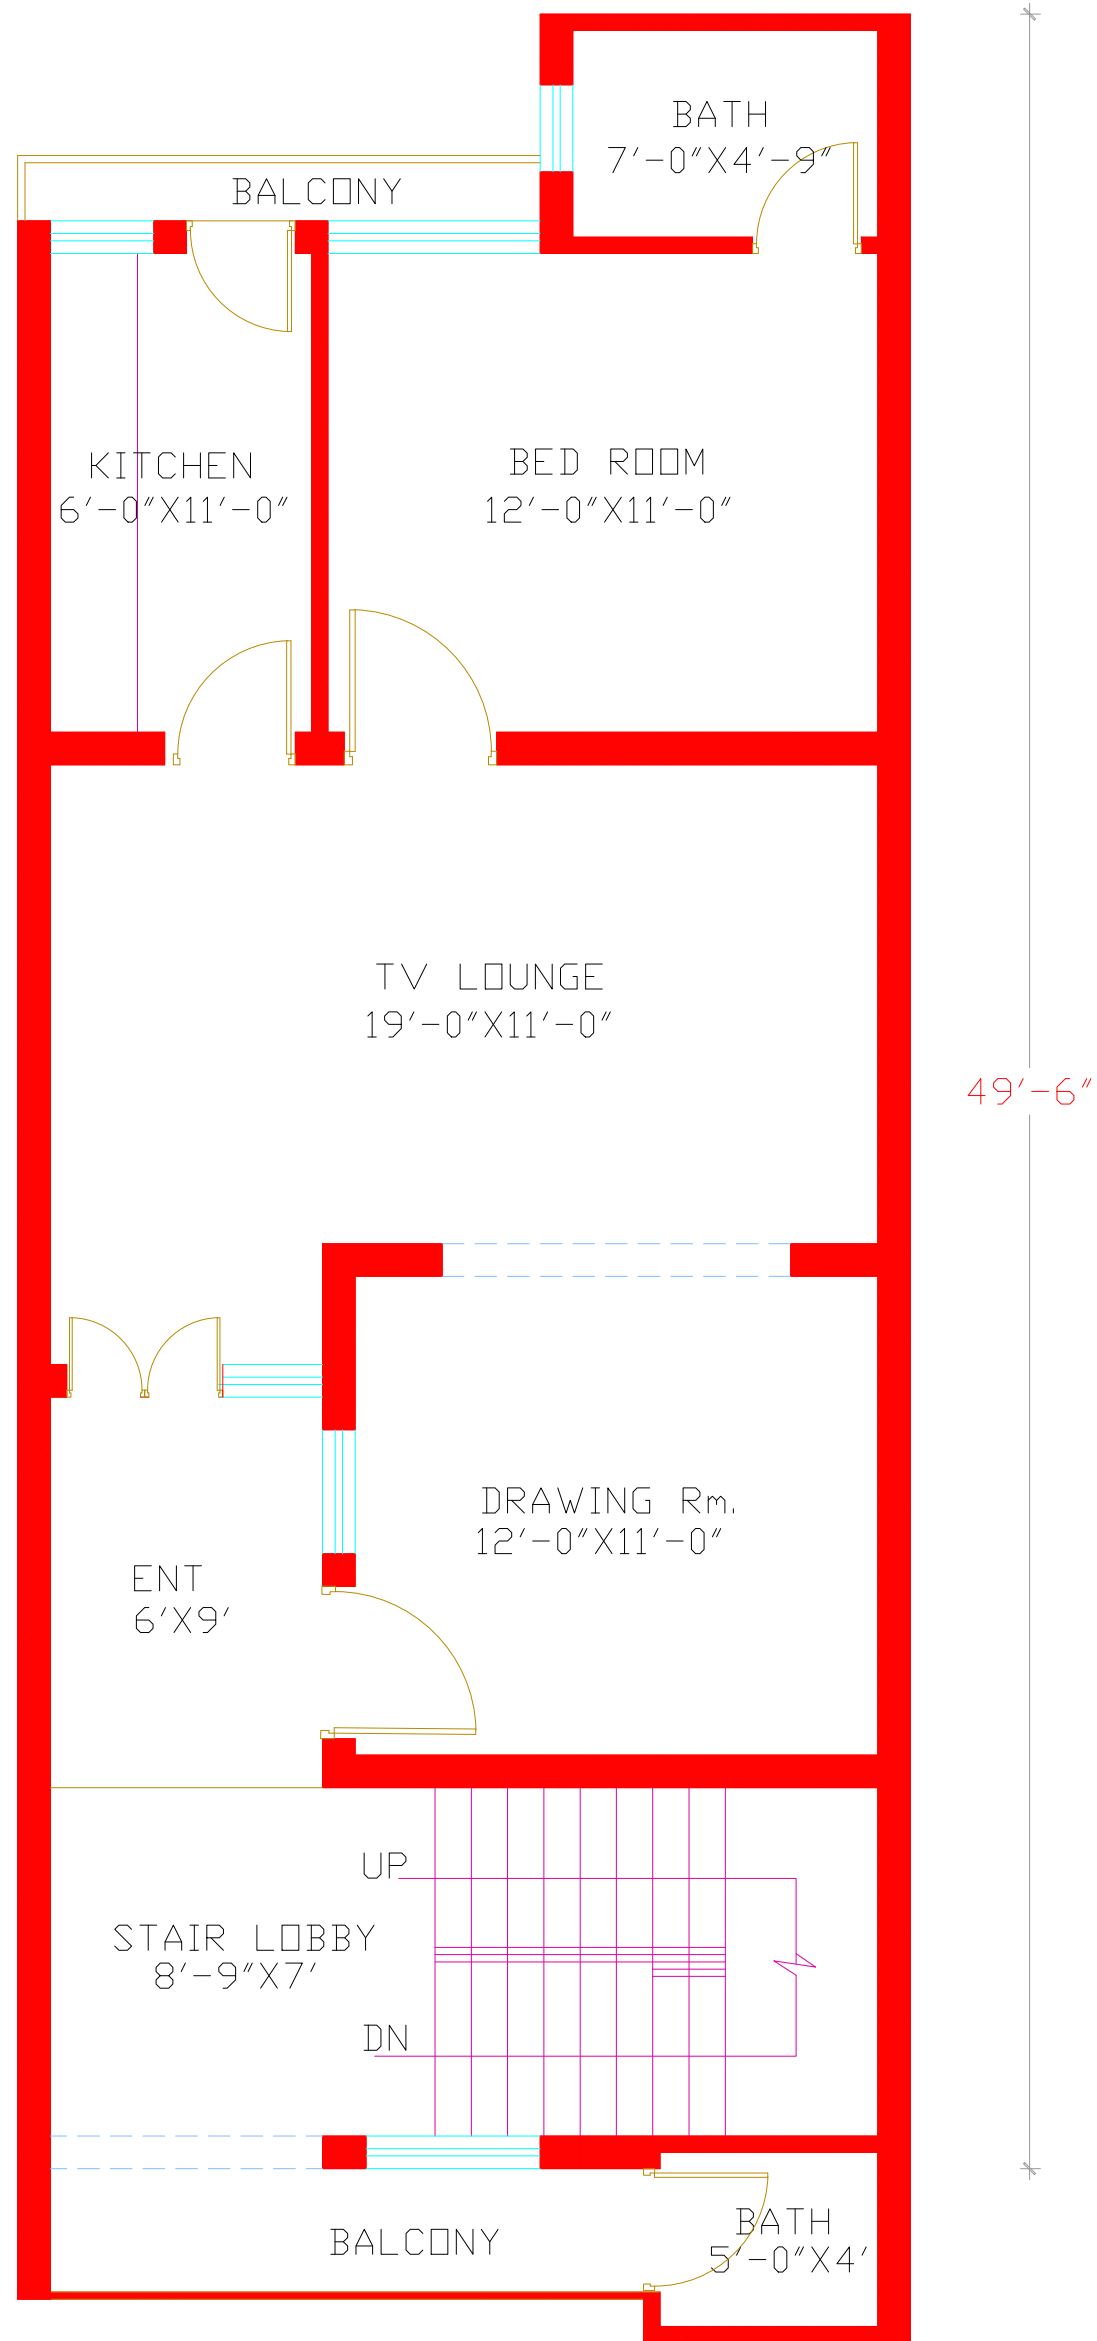 BATH
7'-0"X4'-9"
BALCONY
KITCHEN
6'-0"X11'-0"
BED ROOM
12'-0"X11'-0"
TV LOUNGE
19'-0"X11'-0"
49'-6"
DRAWING Rm.
12'-0"X11'-0"
ENT
6'X9'
UP
STAIR LOBBY
8'-9"X7'
DN
BALCONY
BATH
5'-0"X4'